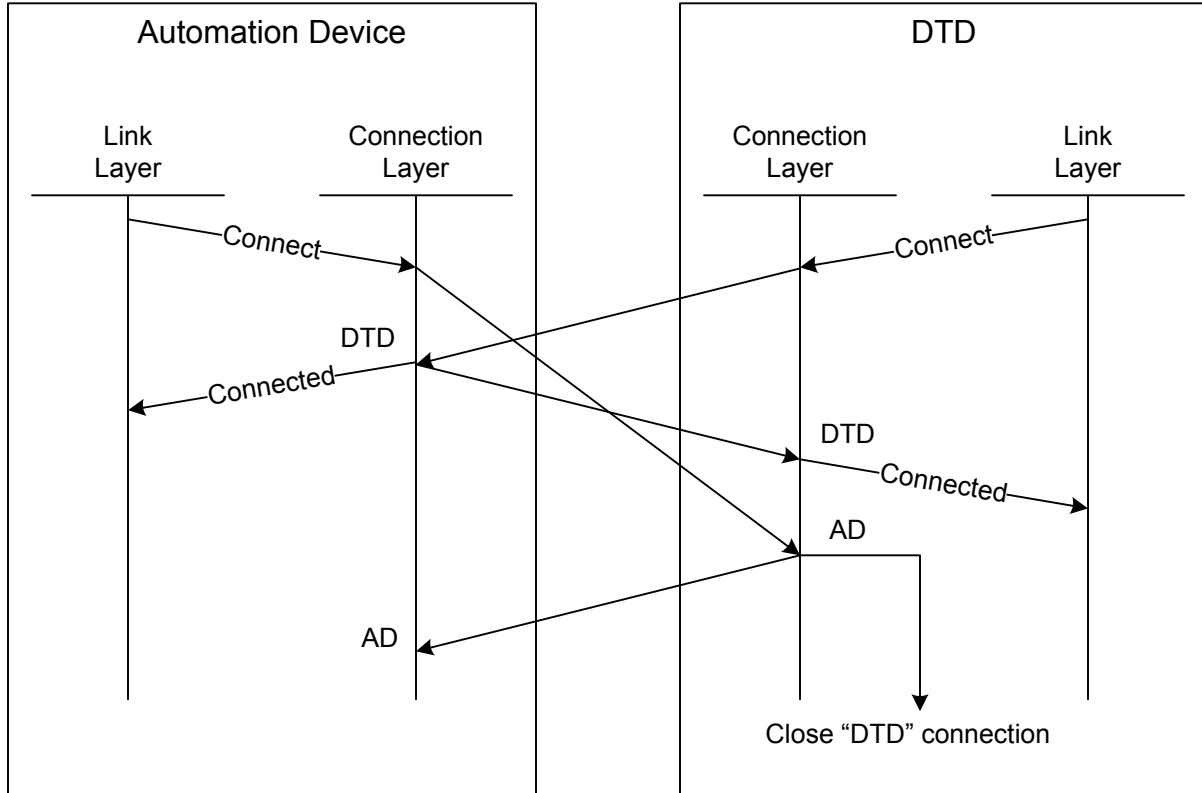 Automation Device
DTD
Link
Layer
Connection
Layer
Connection
Layer
Link
Layer
Connect
Connect
DTD
Connected
DTD
Connected
AD
AD
Close “DTD” connection